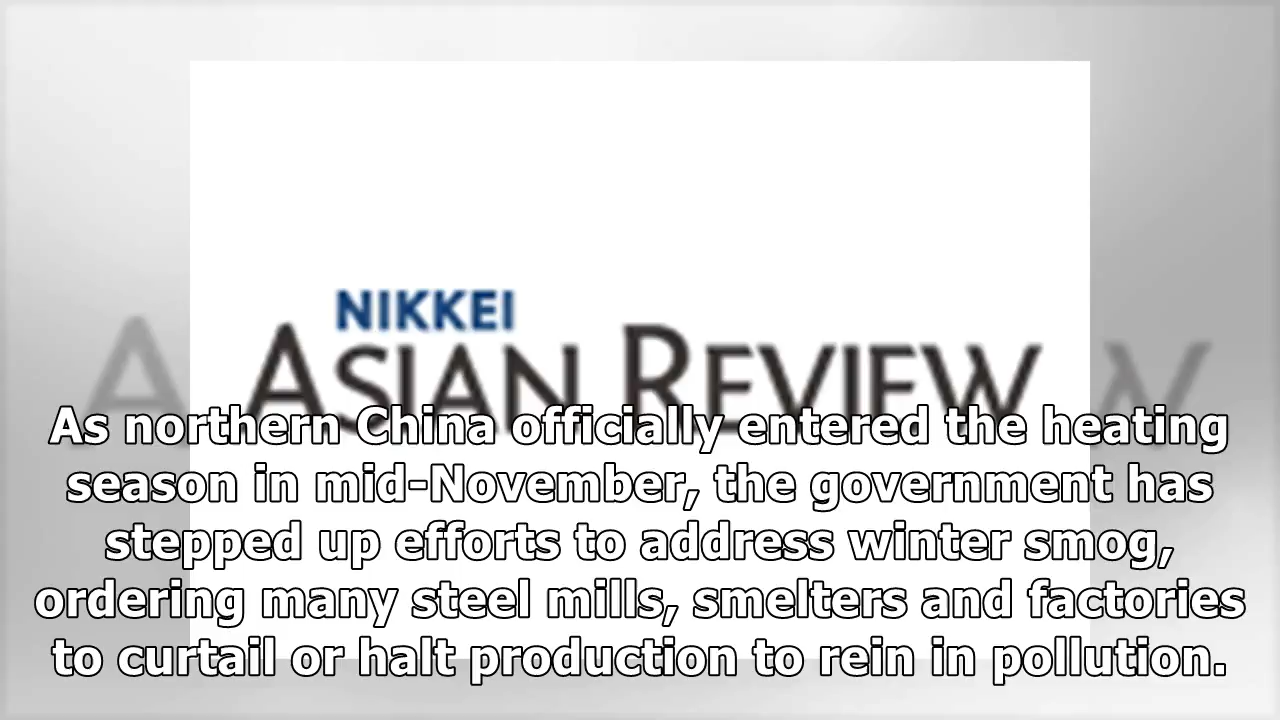 NIKKEI
ASIAN REVIEW
As northern China officially entered the heating
season in mid-November, the government has
stepped up efforts to address winter smog,
ordering many steel mills, smelters and factories
to curtail or halt production to rein in pollution.